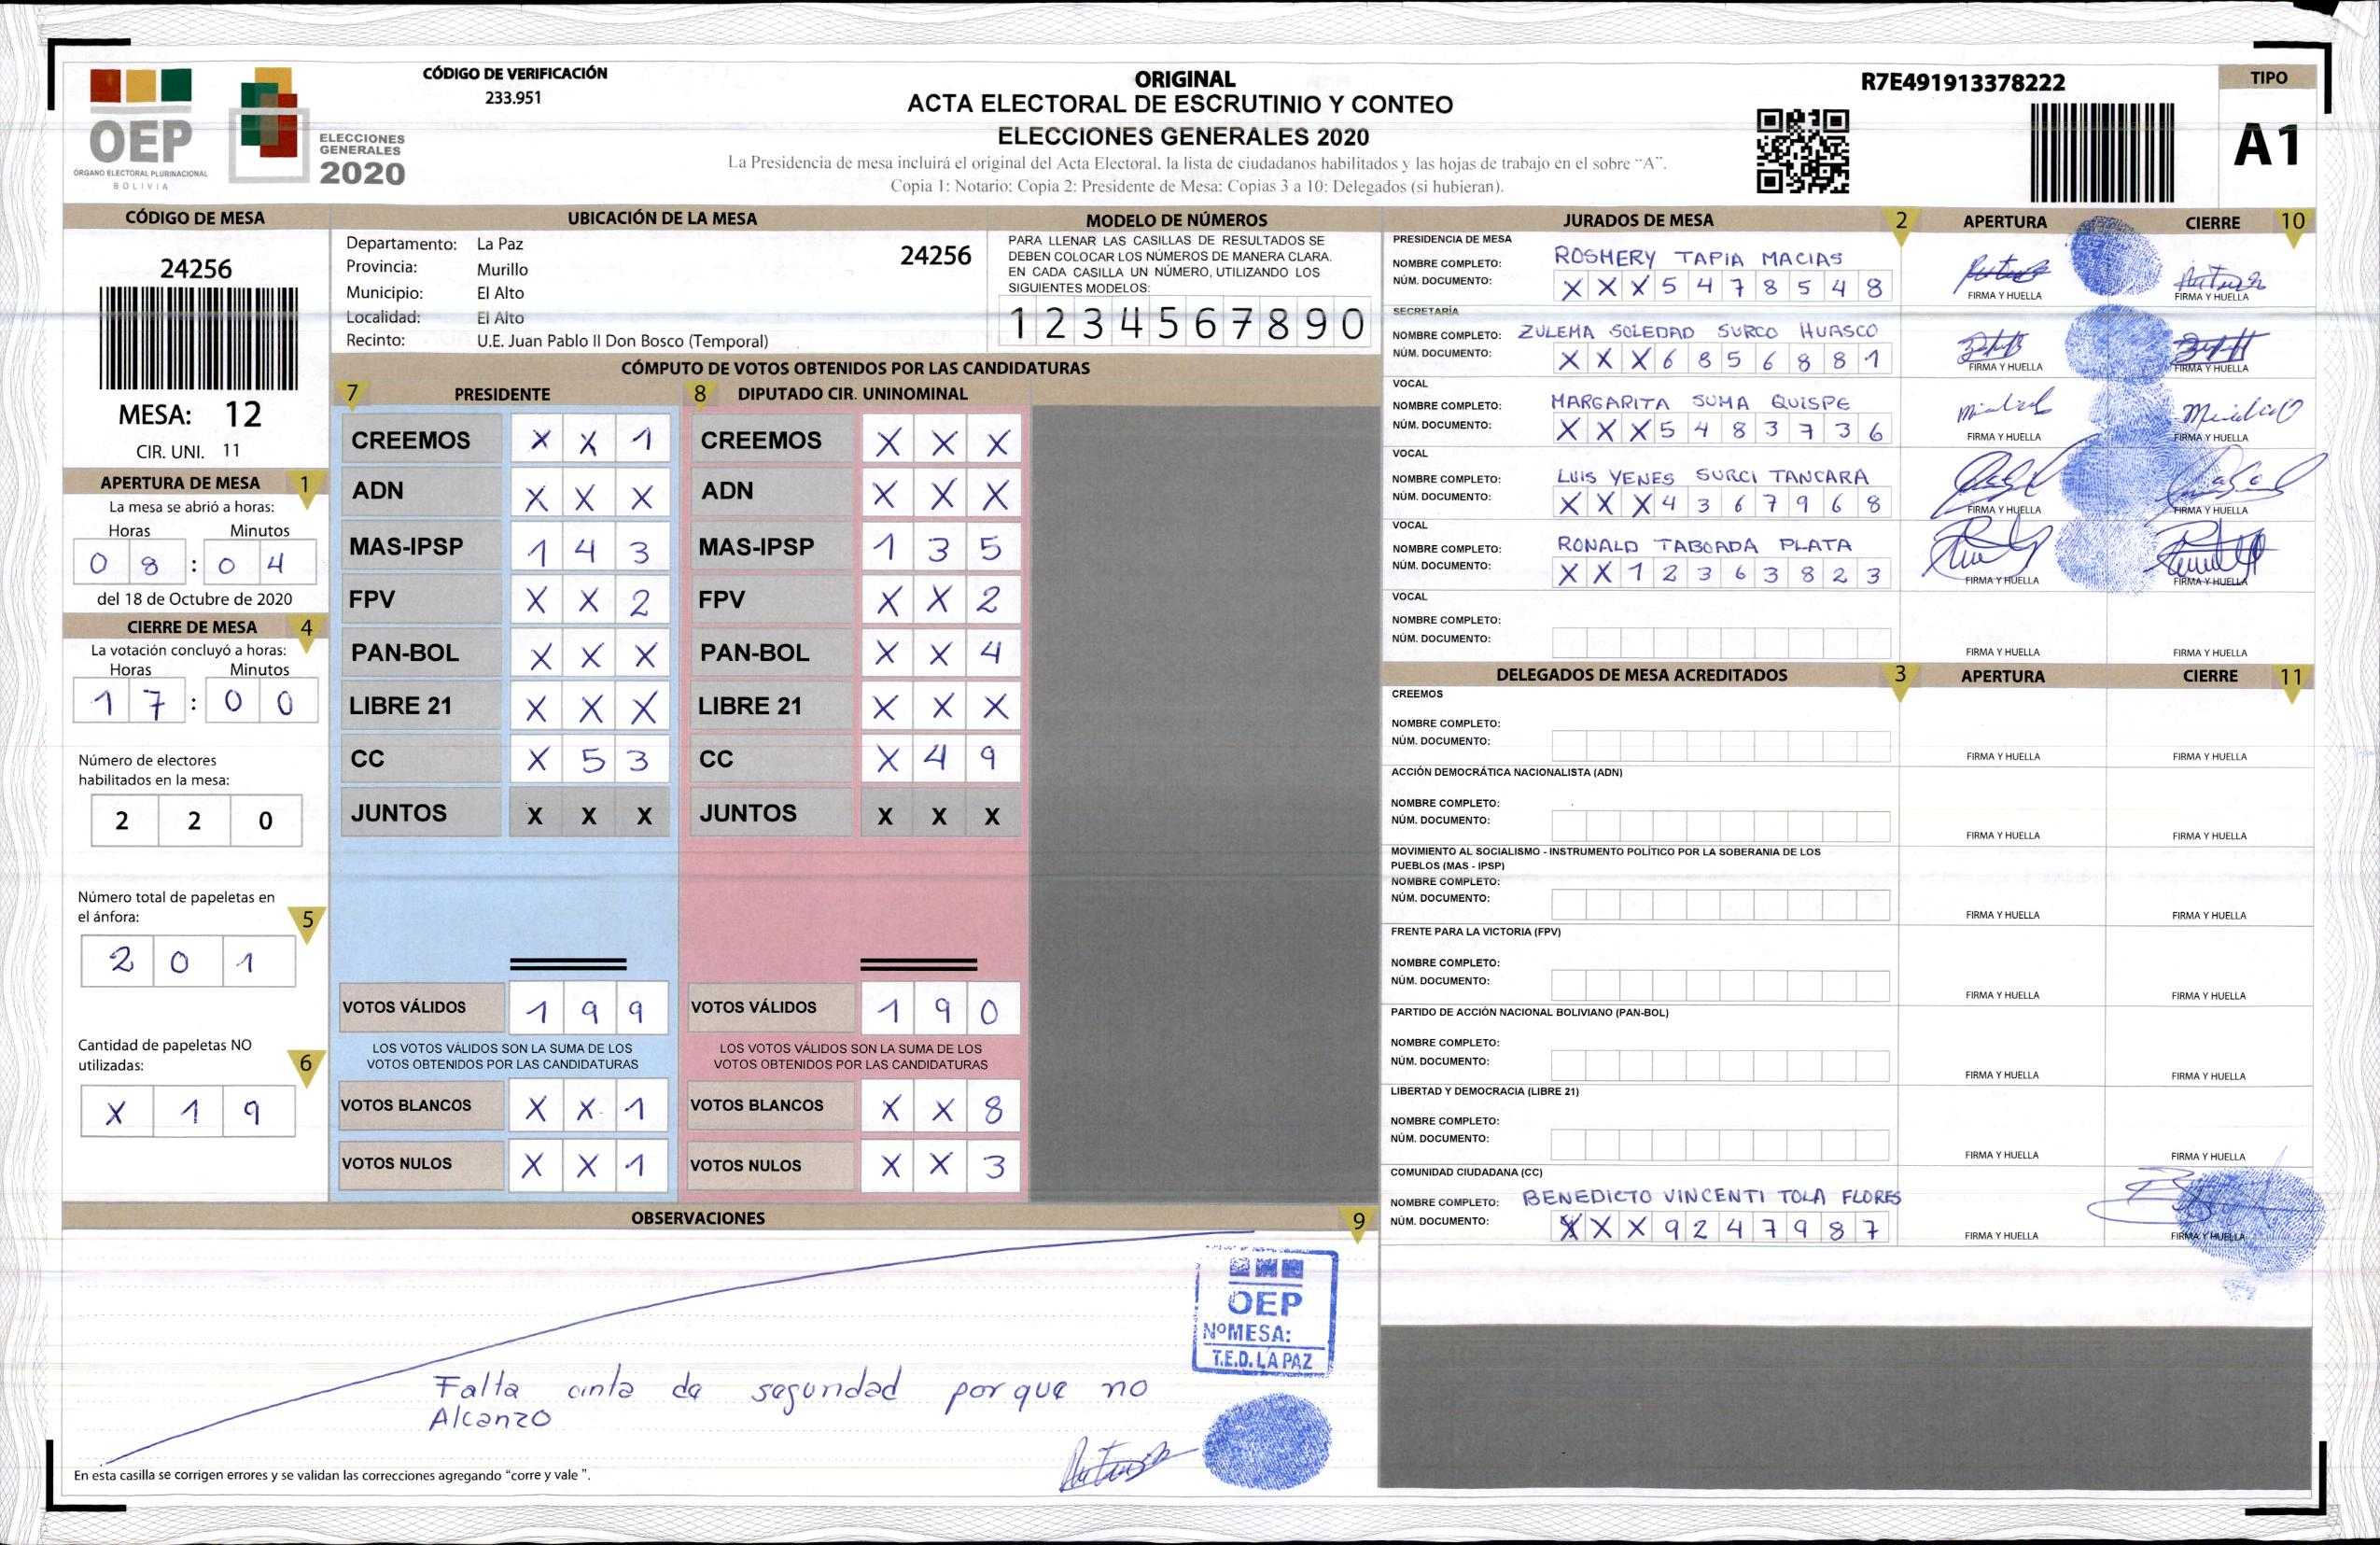 OEP
ÓRGANO ELECTORAL PLURINACIONAL
BOLIVIA
ELECCIONES
GENERALES
2020
CÓDIGO DE VERIFICACIÓN
233.951
ORIGINAL
ACTA ELECTORAL DE ESCRUTINIO Y CONTEO
ELECCIONES GENERALES 2020
La Presidencia de mesa incluirá el original del Acta Electoral, la lista de ciudadanos habilitados y las hojas de trabajo en el sobre “A”.
Copia 1: Notario; Copia 2: Presidente de Mesa; Copias 3 a 10: Delegados (si hubieran).
R7E491913378222
TIPO
A1
CÓDIGO DE MESA
24256
MESA: 12
CIR. UNI. 11
APERTURA DE MESA 1
La mesa se abrió a horas:
Horas Minutos
0 8 : 0 4
del 18 de Octubre de 2020
CIERRE DE MESA 4
La votación concluyó a horas:
Horas Minutos
1 7 : 0 0
Número de electores
habilitados en la mesa:
2 2 0
Número total de papeletas en
el ánfora: 5
2 0 1
Cantidad de papeletas NO
utilizadas: 6
X 1 9
UBICACIÓN DE LA MESA
Departamento: La Paz 24256
Provincia: Murillo
Municipio: El Alto
Localidad: El Alto
Recinto: U.E. Juan Pablo II Don Bosco (Temporal)
MODELO DE NÚMEROS
PARA LLENAR LAS CASILLAS DE RESULTADOS SE
DEBEN COLOCAR LOS NÚMEROS DE MANERA CLARA.
EN CADA CASILLA UN NÚMERO, UTILIZANDO LOS
SIGUIENTES MODELOS:
1 2 3 4 5 6 7 8 9 0
CÓMPUTO DE VOTOS OBTENIDOS POR LAS CANDIDATURAS
7 PRESIDENTE 8 DIPUTADO CIR. UNINOMINAL
CREEMOS X X 1 CREEMOS X X X
ADN X X X ADN X X X
MAS-IPSP 1 4 3 MAS-IPSP 1 3 5
FPV X X 2 FPV X X 2
PAN-BOL X X X PAN-BOL X X 4
LIBRE 21 X X X LIBRE 21 X X X
CC X 5 3 CC X 4 9
JUNTOS X X X JUNTOS X X X
VOTOS VÁLIDOS 1 9 9 VOTOS VÁLIDOS 1 9 0
LOS VOTOS VÁLIDOS SON LA SUMA DE LOS LOS VOTOS VÁLIDOS SON LA SUMA DE LOS
VOTOS OBTENIDOS POR LAS CANDIDATURAS VOTOS OBTENIDOS POR LAS CANDIDATURAS
VOTOS BLANCOS X X 1 VOTOS BLANCOS X X 8
VOTOS NULOS X X 1 VOTOS NULOS X X 3
OBSERVACIONES 9
Falta cinta de seguridad porque no
Alcanzo
OEP
NºMESA:
T.E.D. LA PAZ
En esta casilla se corrigen errores y se validan las correcciones agregando “corre y vale ”.
JURADOS DE MESA 2 APERTURA CIERRE 10
PRESIDENCIA DE MESA
NOMBRE COMPLETO: ROSHERY TAPIA MACIAS
NÚM. DOCUMENTO: X X X 5 4 7 8 5 4 8
FIRMA Y HUELLA FIRMA Y HUELLA
SECRETARÍA
NOMBRE COMPLETO: ZULEMA SOLEDAD SURCO HUASCO
NÚM. DOCUMENTO: X X X 6 8 5 6 8 8 1
FIRMA Y HUELLA FIRMA Y HUELLA
VOCAL
NOMBRE COMPLETO: MARGARITA SUMA QUISPE
NÚM. DOCUMENTO: X X X 5 4 8 3 7 3 6
FIRMA Y HUELLA FIRMA Y HUELLA
VOCAL
NOMBRE COMPLETO: LUIS YENES SURCI TANCARA
NÚM. DOCUMENTO: X X X 4 3 6 7 9 6 8
FIRMA Y HUELLA FIRMA Y HUELLA
VOCAL
NOMBRE COMPLETO: RONALD TABOADA PLATA
NÚM. DOCUMENTO: X X 1 2 3 6 3 8 2 3
FIRMA Y HUELLA FIRMA Y HUELLA
VOCAL
NOMBRE COMPLETO:
NÚM. DOCUMENTO:
FIRMA Y HUELLA FIRMA Y HUELLA
DELEGADOS DE MESA ACREDITADOS 3 APERTURA CIERRE 11
CREEMOS
NOMBRE COMPLETO:
NÚM. DOCUMENTO:
FIRMA Y HUELLA FIRMA Y HUELLA
ACCIÓN DEMOCRÁTICA NACIONALISTA (ADN)
NOMBRE COMPLETO:
NÚM. DOCUMENTO:
FIRMA Y HUELLA FIRMA Y HUELLA
MOVIMIENTO AL SOCIALISMO - INSTRUMENTO POLÍTICO POR LA SOBERANIA DE LOS
PUEBLOS (MAS - IPSP)
NOMBRE COMPLETO:
NÚM. DOCUMENTO:
FIRMA Y HUELLA FIRMA Y HUELLA
FRENTE PARA LA VICTORIA (FPV)
NOMBRE COMPLETO:
NÚM. DOCUMENTO:
FIRMA Y HUELLA FIRMA Y HUELLA
PARTIDO DE ACCIÓN NACIONAL BOLIVIANO (PAN-BOL)
NOMBRE COMPLETO:
NÚM. DOCUMENTO:
FIRMA Y HUELLA FIRMA Y HUELLA
LIBERTAD Y DEMOCRACIA (LIBRE 21)
NOMBRE COMPLETO:
NÚM. DOCUMENTO:
FIRMA Y HUELLA FIRMA Y HUELLA
COMUNIDAD CIUDADANA (CC)
NOMBRE COMPLETO: BENEDICTO VINCENTI TOLA FLORES
NÚM. DOCUMENTO: X X X 9 2 4 7 9 8 7
FIRMA Y HUELLA FIRMA Y HUELLA